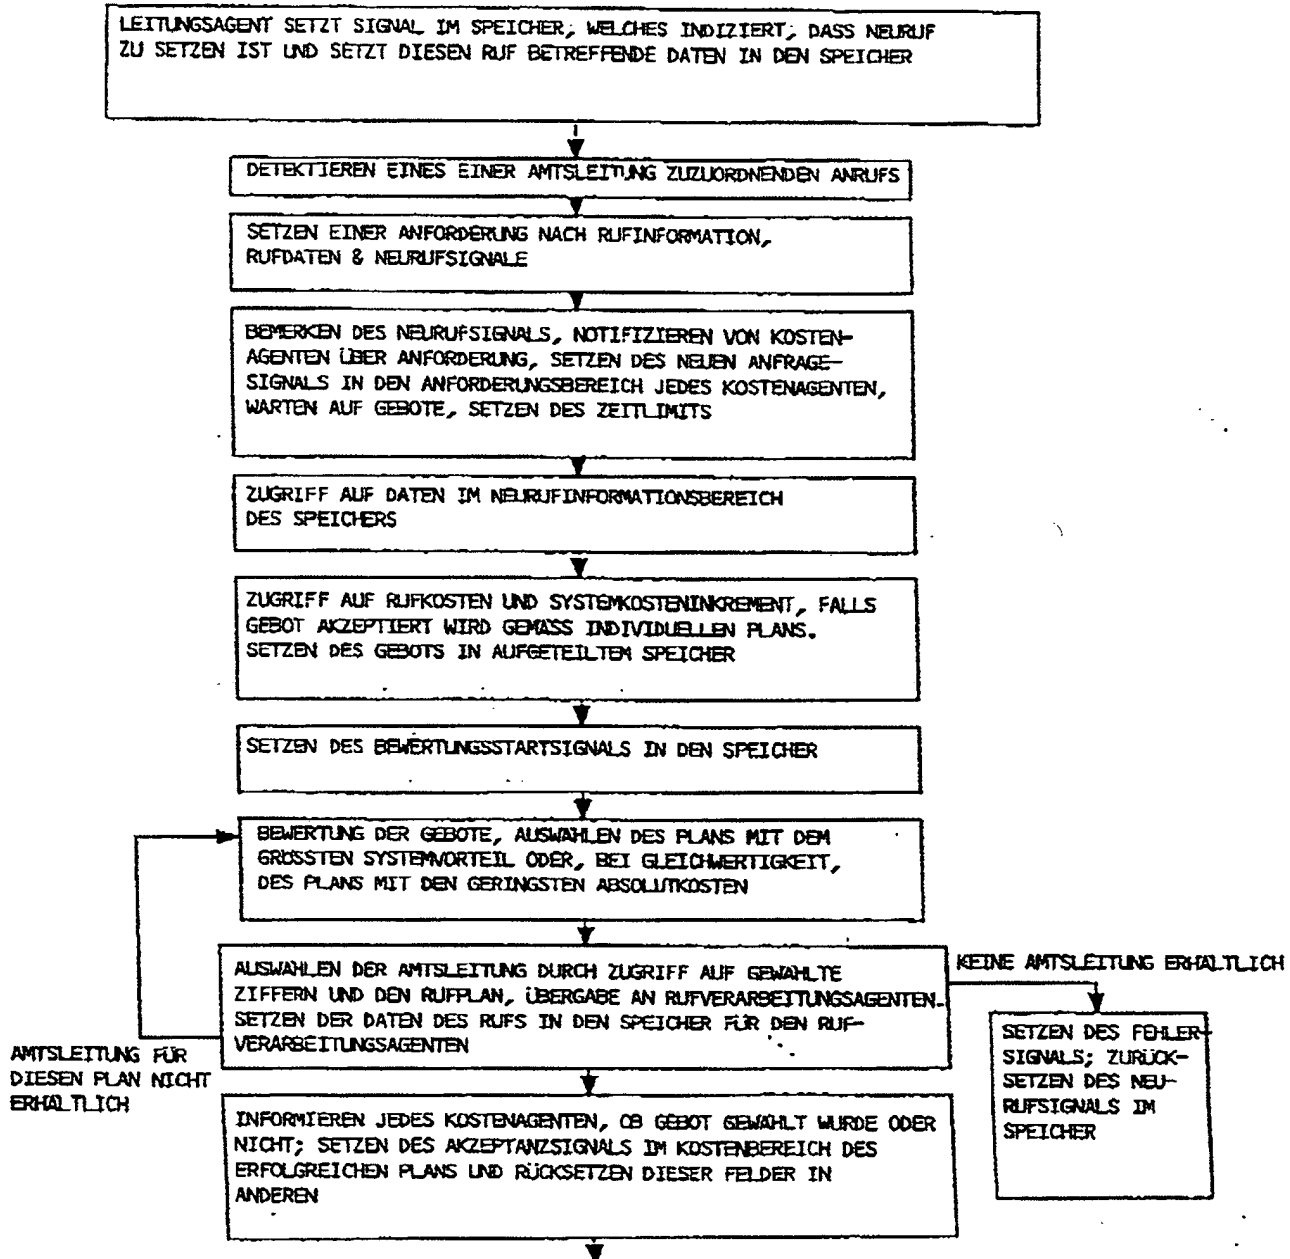 LEITUNGSAGENT SETZT SIGNAL IM SPEICHER, WELCHES INDIZIERT, DASS NEURUF
ZU SETZEN IST UND SETZT DIESEN RUF BETREFFENDE DATEN IN DEN SPEICHER
DETEKTIEREN EINES EINER AMTSLEITUNG ZUZUORDNENDEN ANRUFS
SETZEN EINER ANFORDERUNG NACH RUFINFORMATION,
RUFDATEN & NEURUFSIGNALE
BEMERKEN DES NEURUFSIGNALS, NOTIFIZIEREN VON KOSTEN-
AGENTEN ÜBER ANFORDERUNG, SETZEN DES NEUEN ANFRAGE-
SIGNALS IN DEN ANFORDERUNGSBEREICH JEDES KOSTENAGENTEN,
WARTEN AUF GEBOTE, SETZEN DES ZEITLIMITS
ZUGRIFF AUF DATEN IM NEURUFINFORMATIONSBEREICH
DES SPEICHERS
ZUGRIFF AUF RUFKOSTEN UND SYSTEMKOSTENINKREMENT, FALLS
GEBOT AKZEPTIERT WIRD GEMÄSS INDIVIDUELLEN PLANS.
SETZEN DES GEBOTS IN AUFGETEILTEM SPEICHER
SETZEN DES BEWERTUNGSSTARTSIGNALS IN DEN SPEICHER
BEWERTUNG DER GEBOTE, AUSWÄHLEN DES PLANS MIT DEM
GRÖSSTEN SYSTEMVORTEIL ODER, BEI GLEICHWERTIGKEIT,
DES PLANS MIT DEN GERINGSTEN ABSOLUTKOSTEN
AUSWÄHLEN DER AMTSLEITUNG DURCH ZUGRIFF AUF GEWÄHLTE
ZIFFERN UND DEN RUFPLAN, ÜBERGABE AN RUFVERARBEITUNGSAGENTEN.
SETZEN DER DATEN DES RUFS IN DEN SPEICHER FÜR DEN RUF-
VERARBEITUNGSAGENTEN
KEINE AMTSLEITUNG ERHÄLTLICH
SETZEN DES FEHLER-
SIGNALS; ZURÜCK-
SETZEN DES NEU-
RUFSIGNALS IM
SPEICHER
AMTSLEITUNG FÜR
DIESEN PLAN NICHT
ERHÄLTLICH
INFORMIEREN JEDES KOSTENAGENTEN, OB GEBOT GEWÄHLT WURDE ODER
NICHT; SETZEN DES AKZEPTANZSIGNALS IM KOSTENBEREICH DES
ERFOLGREICHEN PLANS UND RÜCKSETZEN DIESER FELDER IN
ANDEREN